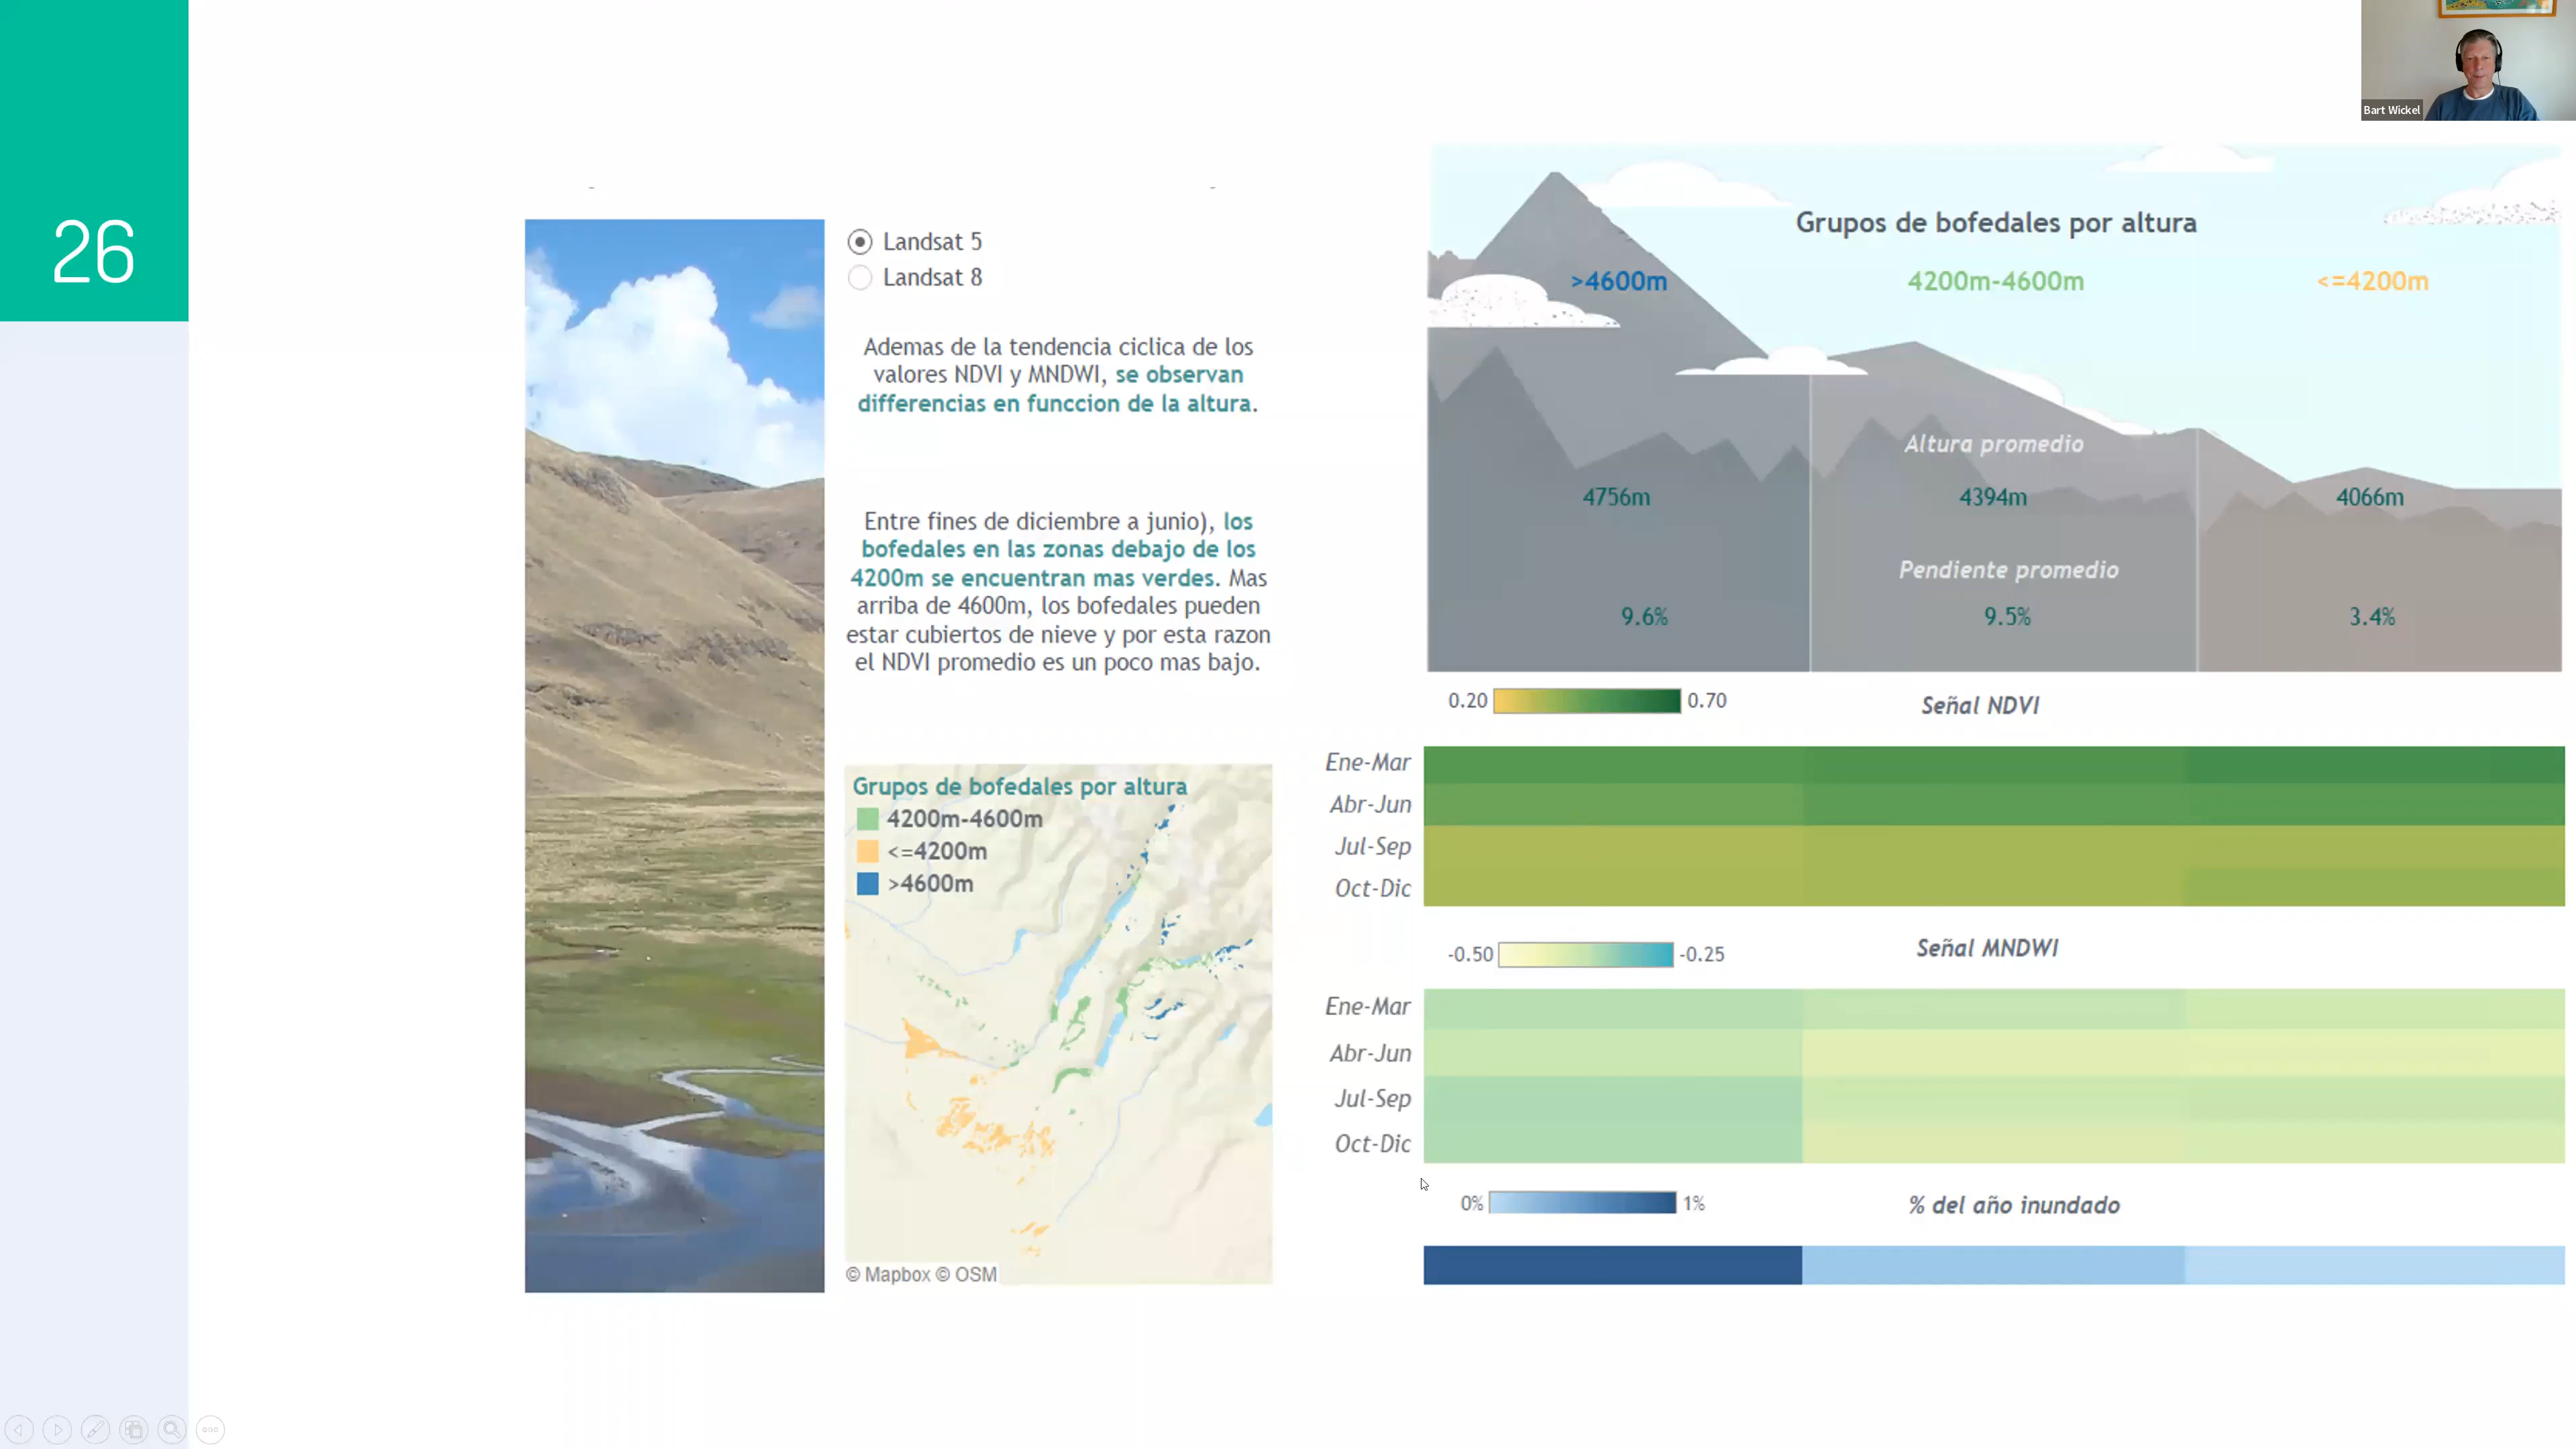 26
Bart Wickel
Landsat 5
Landsat 8
Ademas de la tendencia ciclica de los
valores NDVI y MNDWI, se observan
differencias en funccion de la altura.
Entre fines de diciembre a junio), los
bofedales en las zonas debajo de los
4200m se encuentran mas verdes. Mas
arriba de 4600m, los bofedales pueden
estar cubiertos de nieve y por esta razon
el NDVI promedio es un poco mas bajo.
Grupos de bofedales por altura
4200m-4600m
<=4200m
>4600m
© Mapbox © OSM
Grupos de bofedales por altura
>4600m 4200m-4600m <=4200m
Altura promedio
4756m 4394m 4066m
Pendiente promedio
9.6% 9.5% 3.4%
0.20 0.70 Señal NDVI
Ene-Mar
Abr-Jun
Jul-Sep
Oct-Dic
-0.50 -0.25 Señal MNDWI
Ene-Mar
Abr-Jun
Jul-Sep
Oct-Dic
0% 1% % del año inundado